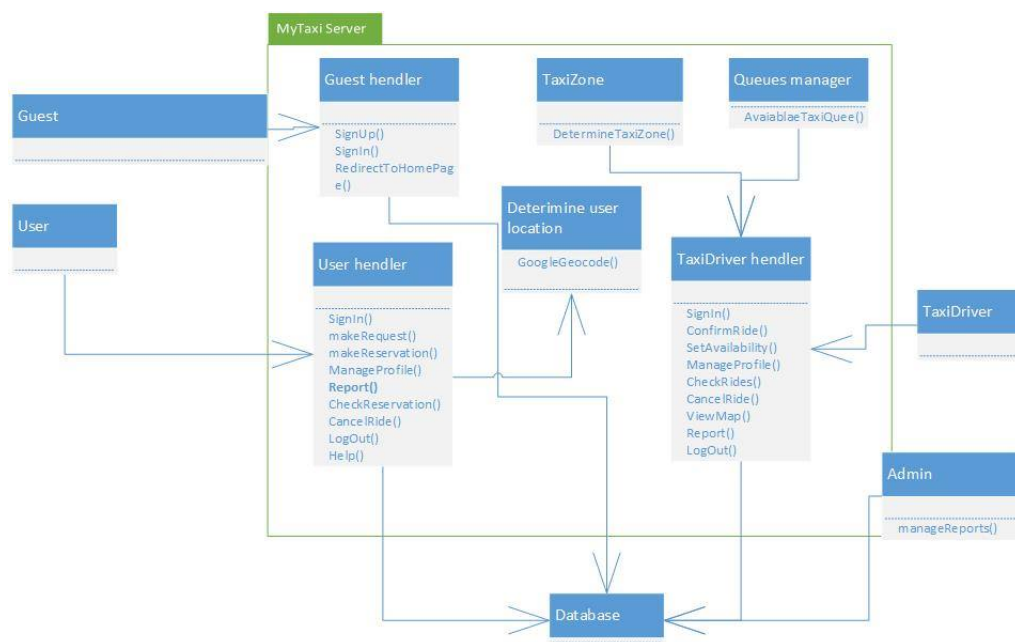 MyTaxi Server
Guest hendler
SignUp()
SignIn()
RedirectToHomePag
e()
TaxiZone
DetermineTaxiZone()
Queues manager
AvaiablaeTaxiQuee()
Guest
User
Deterimine user
location
GoogleGeocode()
User hendler
SignIn()
makeRequest()
makeReservation()
ManageProfile()
Report()
CheckReservation()
CancelRide()
LogOut()
Help()
TaxiDriver hendler
SignIn()
ConfirmRide()
SetAvailability()
ManageProfile()
CheckRides()
CancelRide()
ViewMap()
Report()
LogOut()
TaxiDriver
Admin
manageReports()
Database